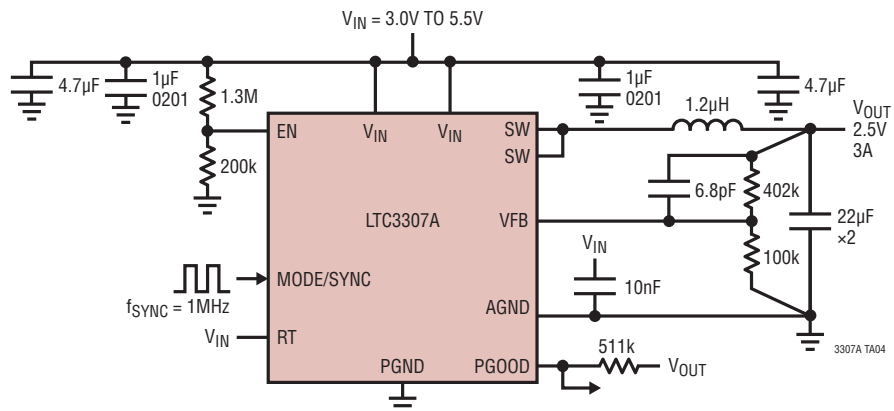 VIN = 3.0V TO 5.5V
4.7µF
1µF
0201
1.3M
1µF
0201
4.7µF
1.2µH
VOUT
2.5V
3A
EN
VIN
VIN
SW
SW
200k
6.8pF
402k
LTC3307A
VFB
22µF
×2
VIN
100k
MODE/SYNC
10nF
fSYNC = 1MHz
AGND
VIN
RT
511k
3307A TA04
PGND
PGOOD
VOUT